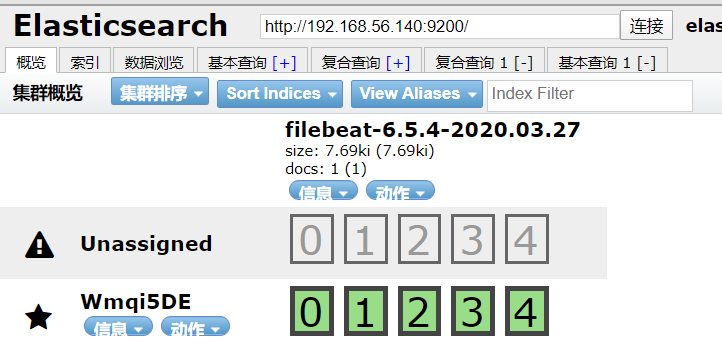 Elasticsearch http://192.168.56.140:9200/ 连接 elas
概览 索引 数据浏览 基本查询 [+] 复合查询 [+] 复合查询 1 [-] 基本查询 1 [-]
集群概览 集群排序 Sort Indices View Aliases Index Filter
filebeat-6.5.4-2020.03.27
size: 7.69ki (7.69ki)
docs: 1 (1)
信息 动作
Unassigned 0 1 2 3 4
Wmqi5DE 0 1 2 3 4
信息 动作